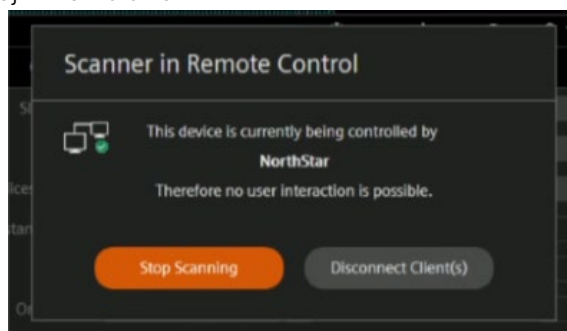 Scanner in Remote Control
This device is currently being controlled by
NorthStar
Therefore no user interaction is possible.
Stop Scanning
Disconnect Client(s)